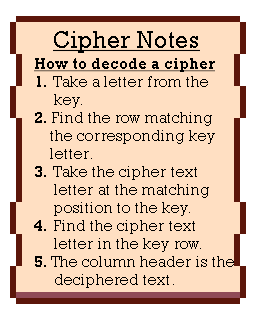 Cipher Notes
How to decode a cipher
1. Take a letter from the
key.
2. Find the row matching
the corresponding key
letter.
3. Take the cipher text
letter at the matching
position to the key.
4. Find the cipher text
letter in the key row.
5. The column header is the
deciphered text.